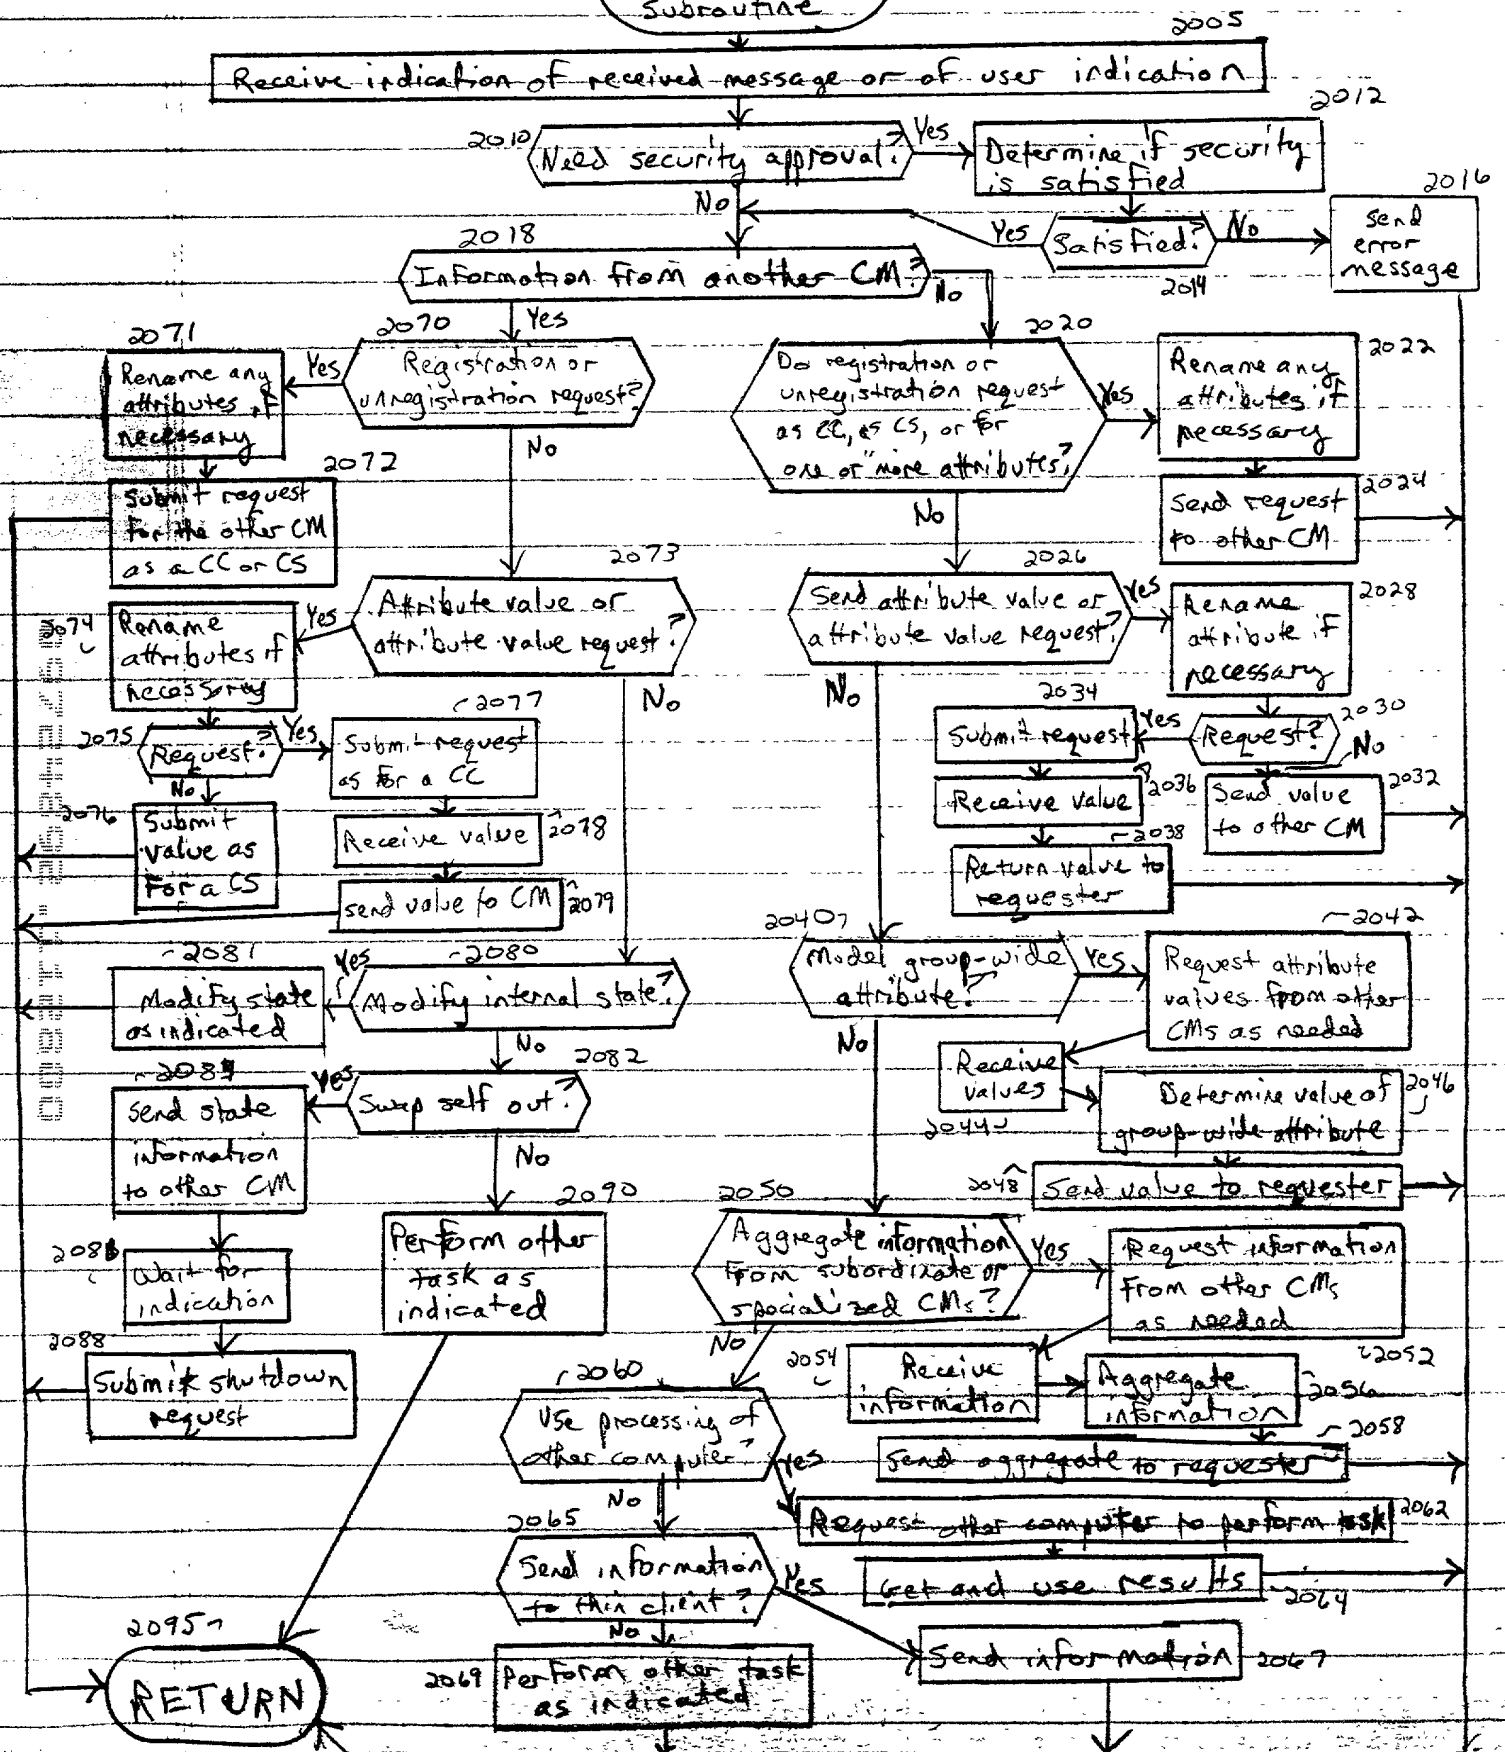 Subroutine
2005
Receive indication of received message or of user indication
2012
2010
Need security approval?
Yes
Determine if security
is satisfied
No
2016
Send
error
message
Yes
Satisfied?
No
2014
2018
Information from another CM?
No
Yes
2071
2070
2020
2022
Rename any
attributes if
necessary
Yes
Registration or
unregistration request?
Do registration or
unregistration request
as CC, as CS, or for
one or more attributes?
Yes
Rename any
attributes if
necessary
No
2072
Submit request
for the other CM
as a CC or CS
No
2024
Send request
to other CM
2073
2026
2074
Rename
attributes if
necessary
Yes
Attribute value or
attribute value request?
Send attribute value or
attribute value request?
Yes
2028
Rename
attribute if
necessary
No
No
2077
2034
2030
2075
Request?
Yes
Submit request
as for a CC
Submit request
Yes
Request?
No
No
2076
Submit
value as
for a CS
Receive value
2078
Receive value
2036
Send value
to other CM
2032
2038
Return value to
requester
Send value to CM
2079
2040
2042
2081
2080
Modify state
as indicated
Yes
Modify internal state?
Model group-wide
attribute?
Yes
Request attribute
values from other
CMs as needed
No
No
2082
Receive
values
2044
Determine value of
group-wide attribute
2046
Send state
information
to other CM
Yes
Swap self out?
No
2048
Send value to requester
2090
2050
Perform other
task as
indicated
Aggregate information
from subordinate or
specialized CMs?
Yes
Request information
from other CMs
as needed
2052
Wait for
indication
No
2088
Submit shutdown
request
2060
2054
Receive
information
Aggregate
information
2056
2058
Use processing of
other computer?
Yes
Send aggregate to requester
No
Request other computer to perform task
2062
2065
Send information
to thin client?
Yes
Get and use results
2064
No
2095
RETURN
2069
Perform other task
as indicated
Send information
2067